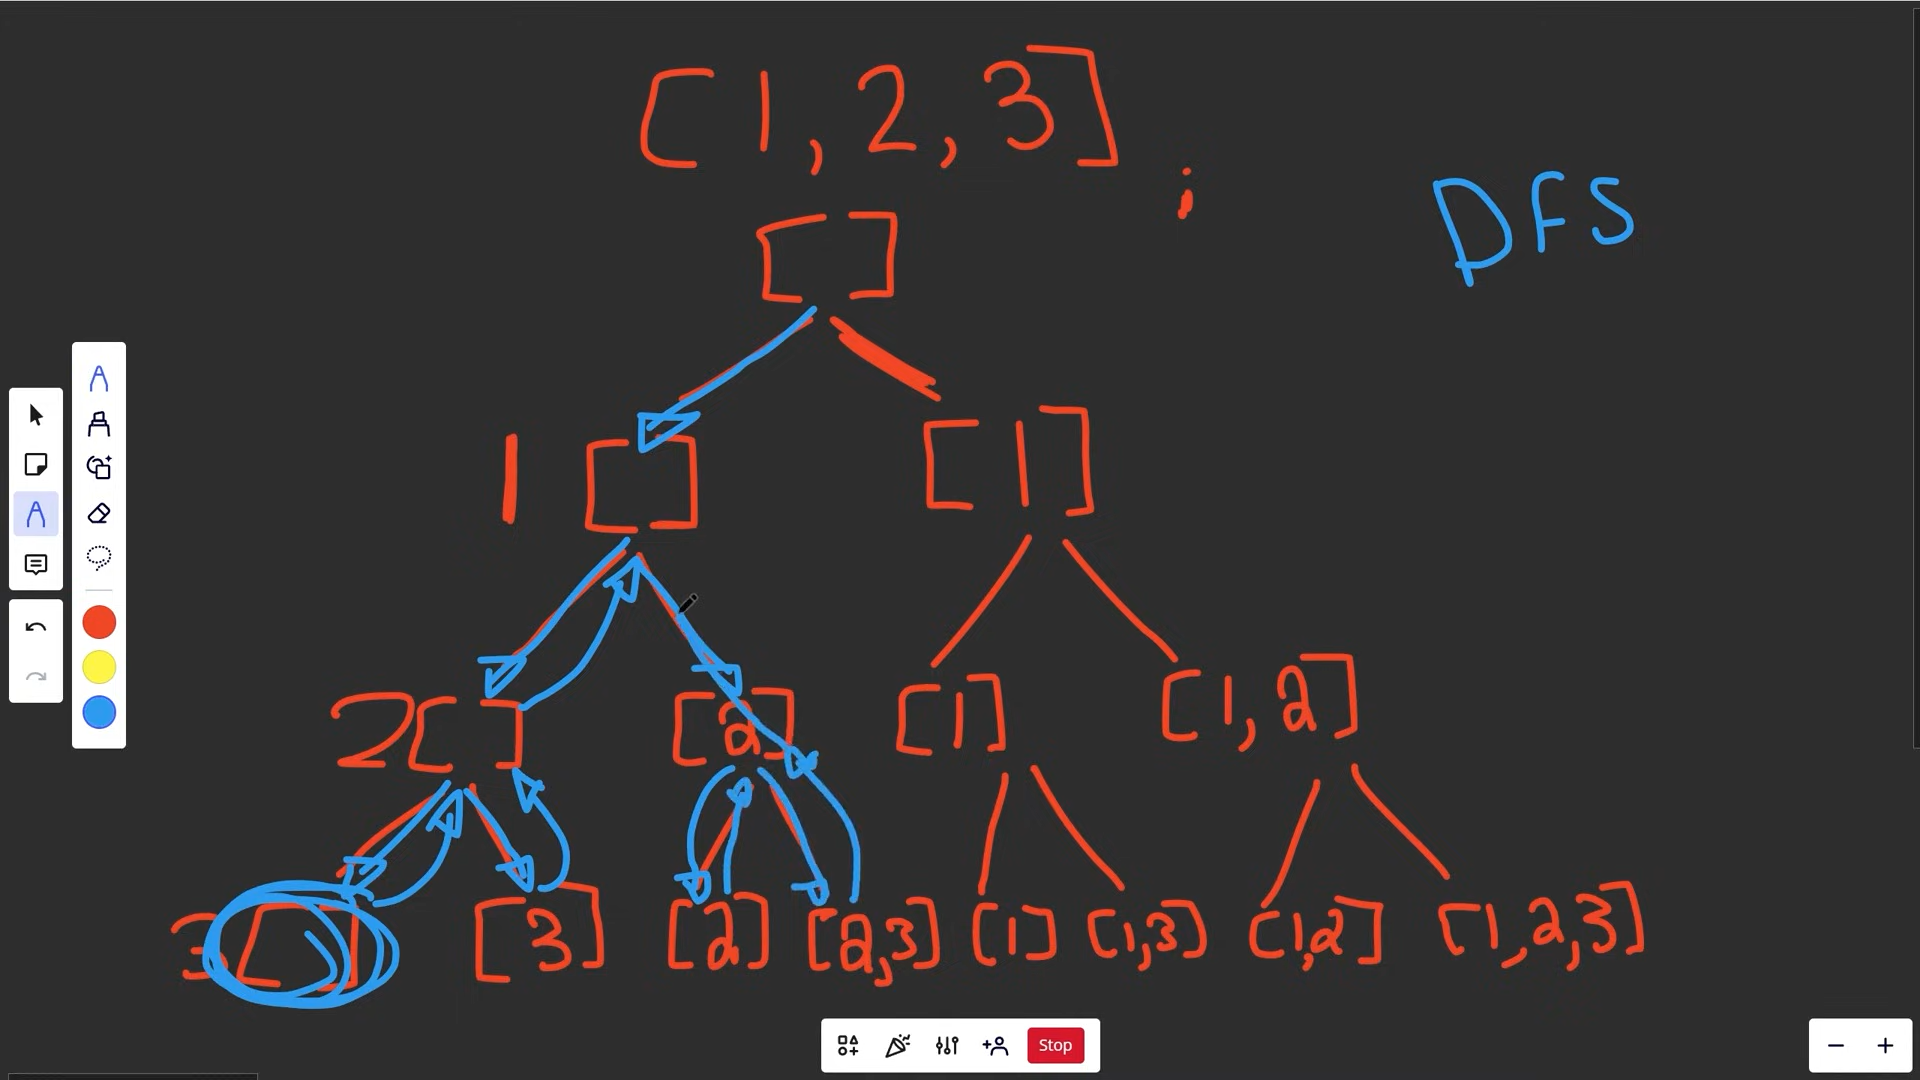 [1,2,3]
i
DFS
[ ]
1 [ ] [1]
2 [ ] [2] [1] [1,2]
3 [ ] [3] [2] [2,3] [1] [1,3] [1,2] [1,2,3]
Stop